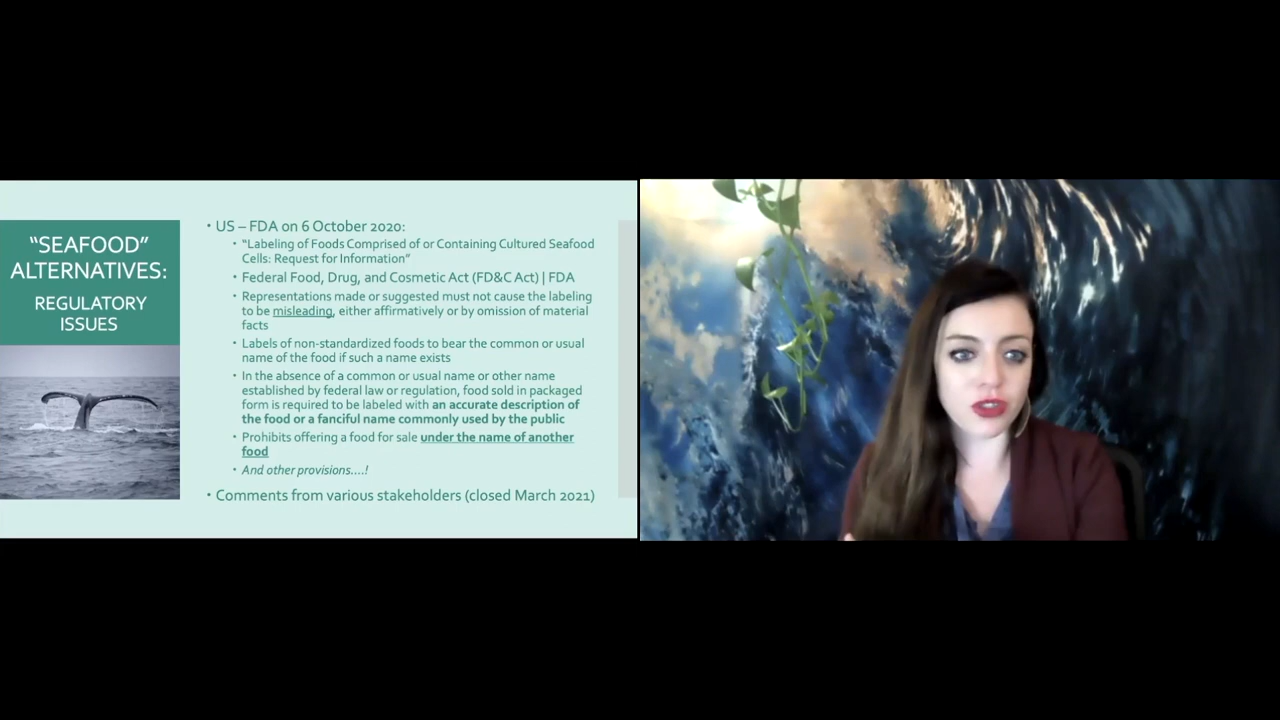 “SEAFOOD”
ALTERNATIVES:
REGULATORY
ISSUES
• US – FDA on 6 October 2020:
• “Labeling of Foods Comprised of or Containing Cultured Seafood
Cells: Request for Information”
• Federal Food, Drug, and Cosmetic Act (FD&C Act) | FDA
• Representations made or suggested must not cause the labeling
to be misleading, either affirmatively or by omission of material
facts
• Labels of non-standardized foods to bear the common or usual
name of the food if such a name exists
• In the absence of a common or usual name or other name
established by federal law or regulation, food sold in packaged
form is required to be labeled with an accurate description of
the food or a fanciful name commonly used by the public
• Prohibits offering a food for sale under the name of another
food
• And other provisions....!
• Comments from various stakeholders (closed March 2021)